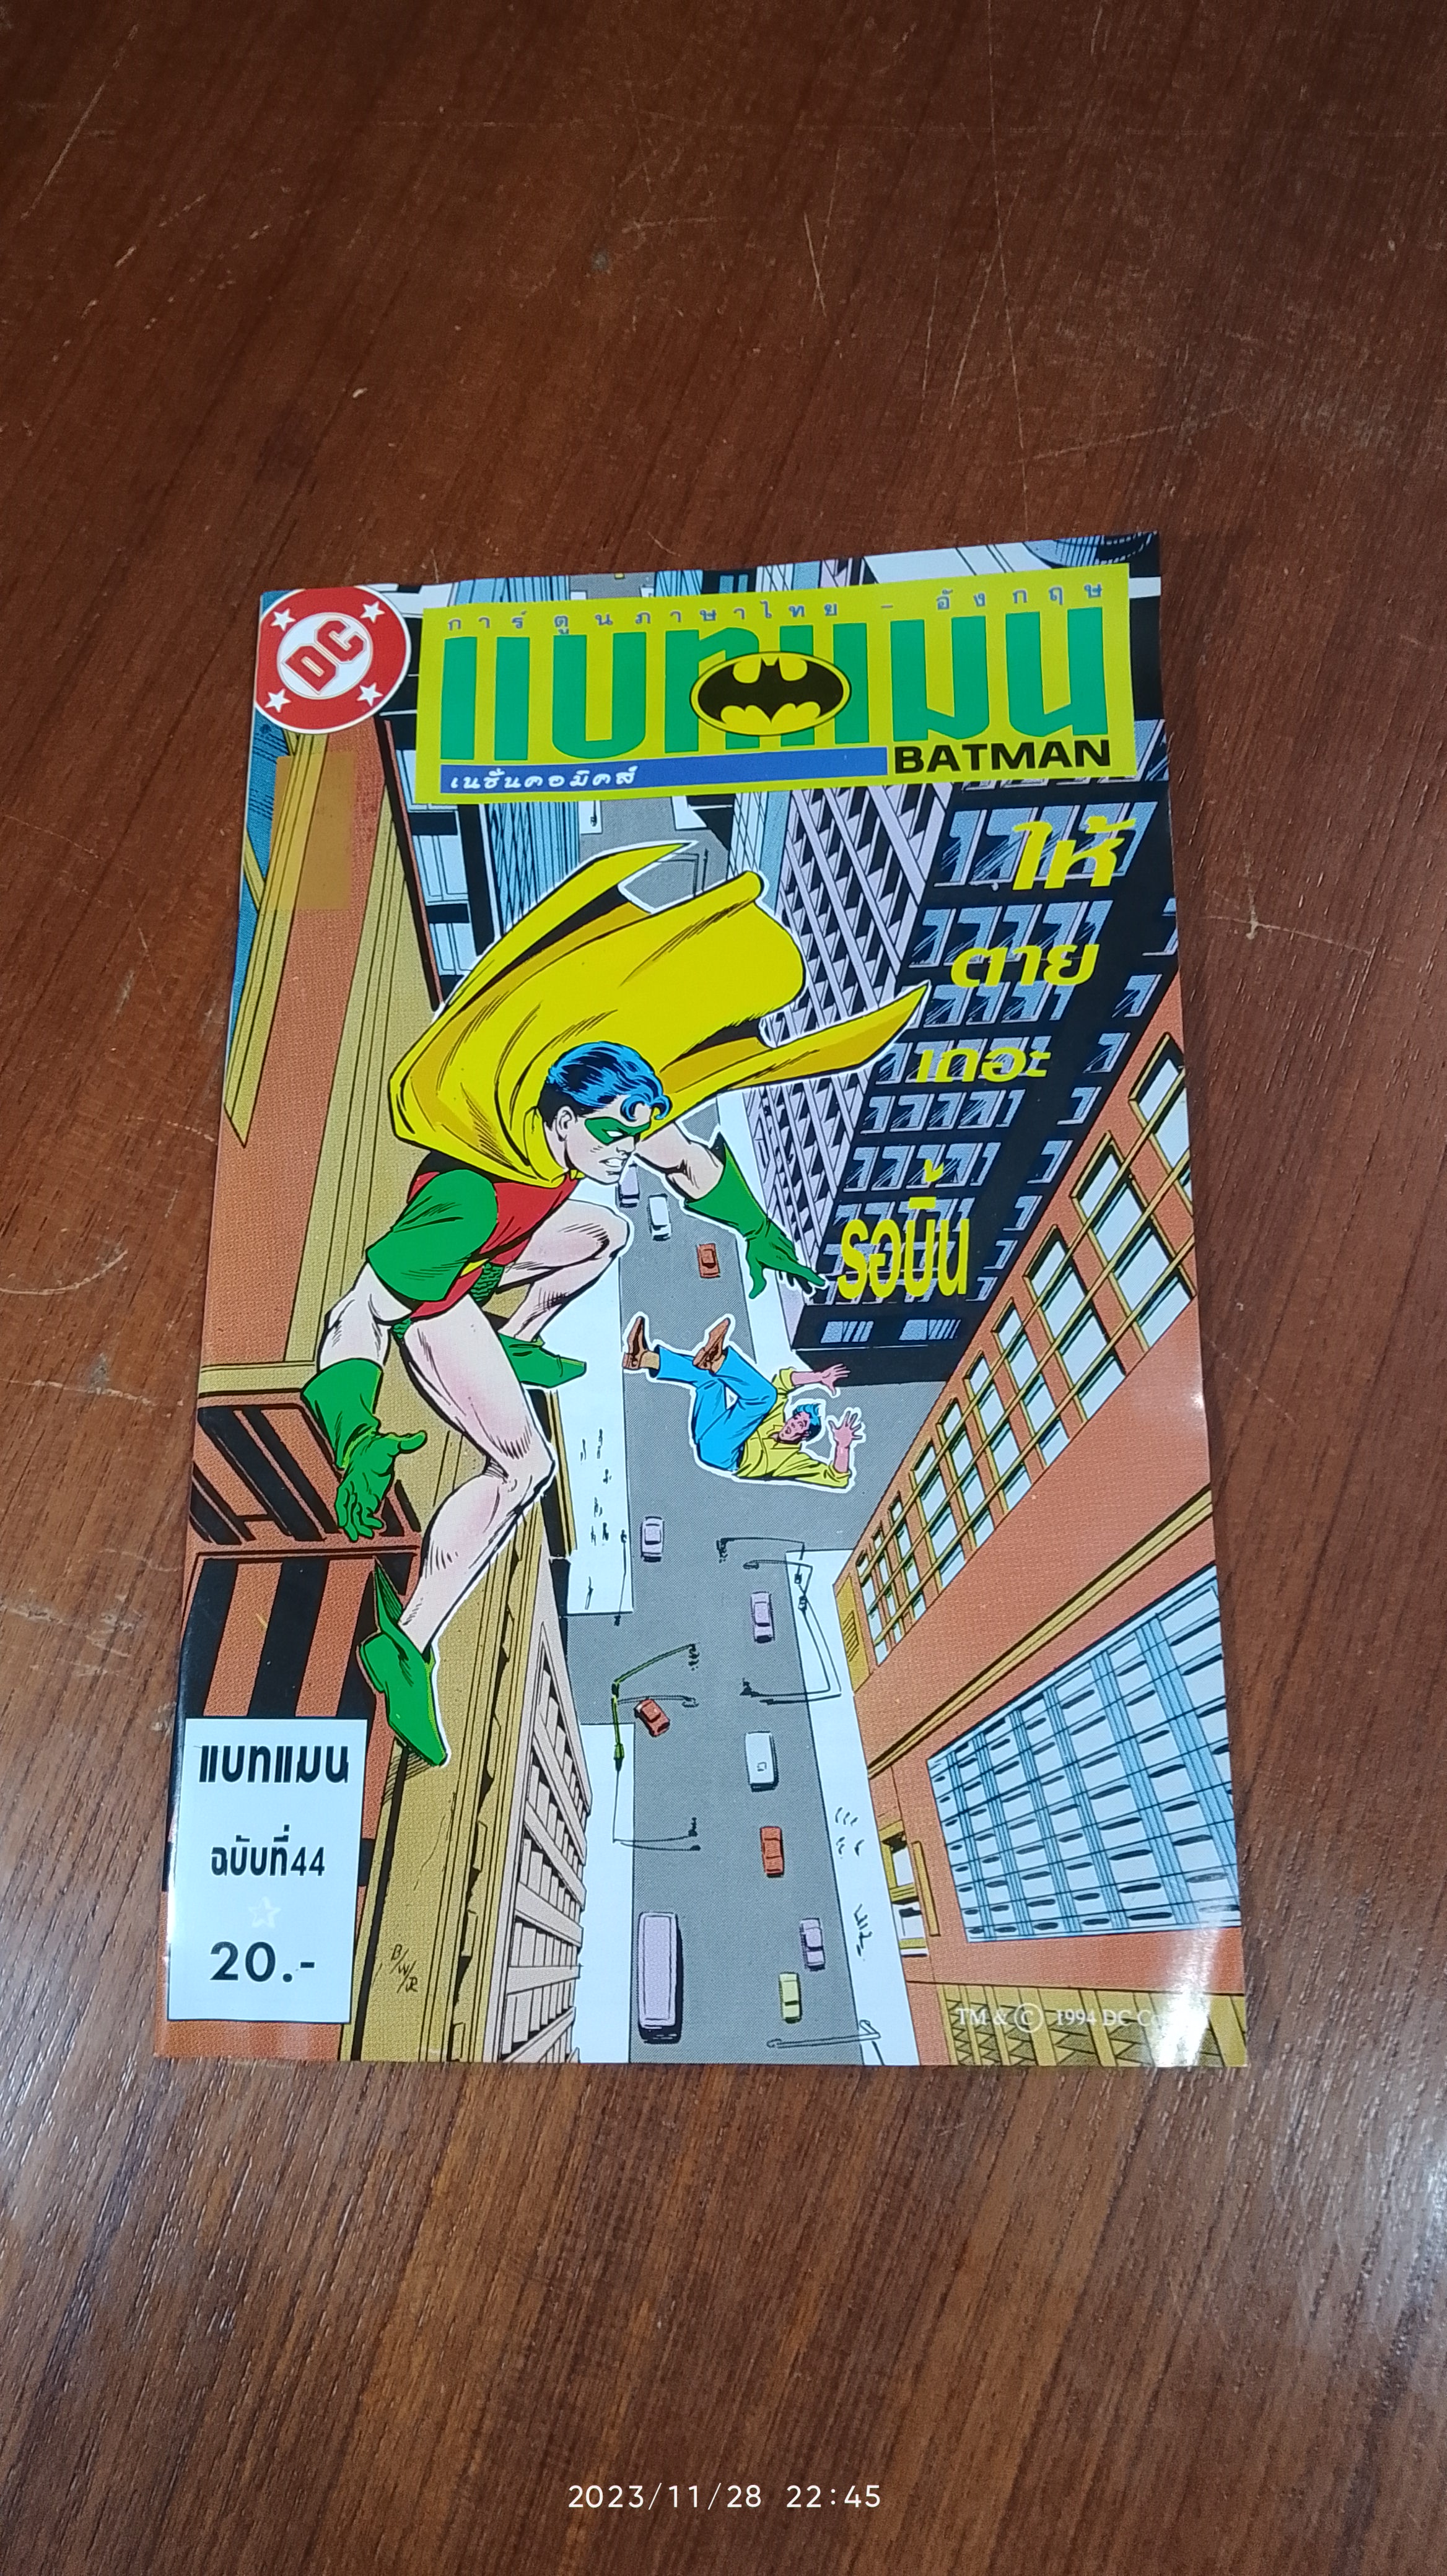 DC
การ์ตูนภาษาไทย - อังกฤษ
แบทแมน
เนชั่นคอมิคส์
BATMAN
ให้
ตาย
เถอะ
รอบิ้น
แบทแมน
ฉบับที่44
20.-
TM & © 1994 DC
2023/11/28 22:45